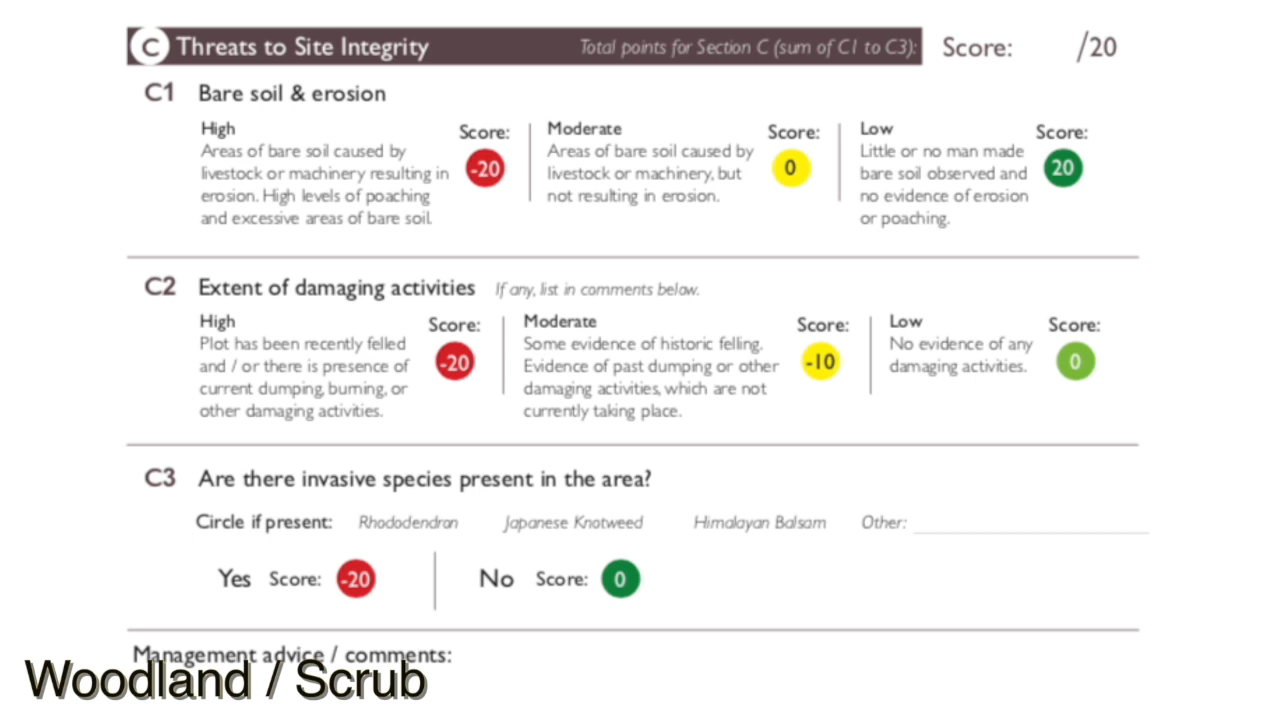 C Threats to Site Integrity Total points for Section C (sum of C1 to C3): Score: /20
C1 Bare soil & erosion
High Score: Moderate Score: Low Score:
Areas of bare soil caused by Areas of bare soil caused by Little or no man made
livestock or machinery resulting in -20 livestock or machinery, but 0 bare soil observed and 20
erosion. High levels of poaching not resulting in erosion. no evidence of erosion
and excessive areas of bare soil. or poaching.
C2 Extent of damaging activities If any, list in comments below.
High Score: Moderate Score: Low Score:
Plot has been recently felled Some evidence of historic felling. No evidence of any
and / or there is presence of -20 Evidence of past dumping or other -10 damaging activities. 0
current dumping, burning, or damaging activities, which are not
other damaging activities. currently taking place.
C3 Are there invasive species present in the area?
Circle if present: Rhododendran Japanese Knotweed Himalayan Balsam Other:
Yes Score: -20 No Score: 0
Management advice / comments:
Woodland / Scrub